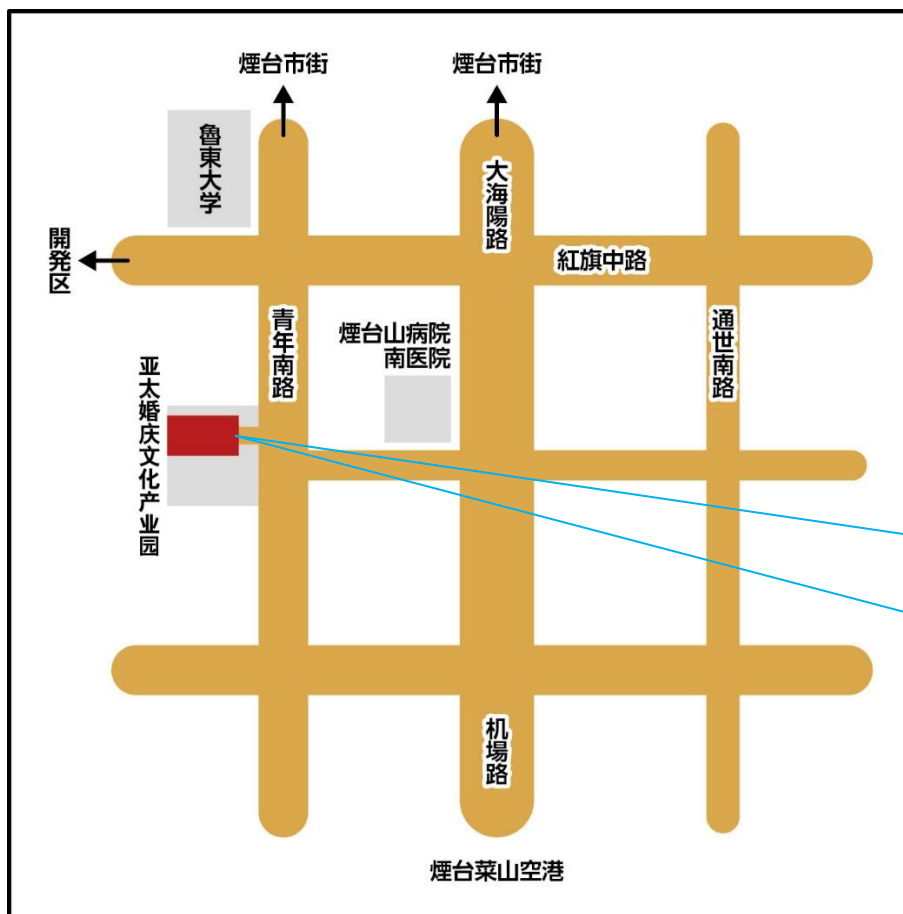 煙台市街
煙台市街
魯東大学
大海陽路
開発区
紅旗中路
青年南路
煙台山病院
南医院
通世南路
亚太婚庆文化产业园
机場路
煙台菜山空港